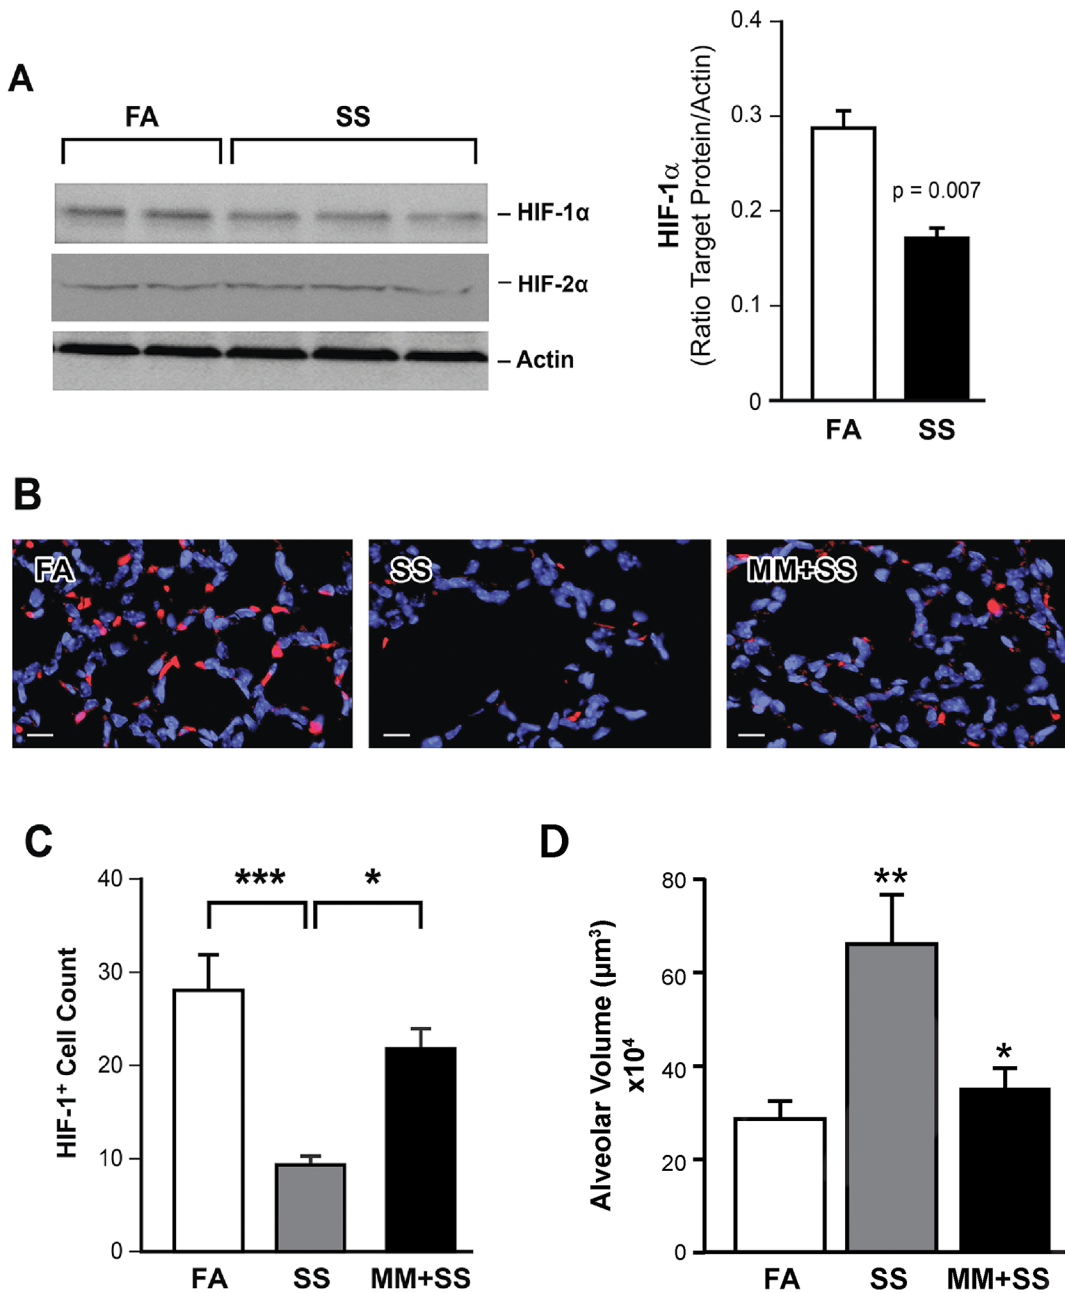 A
FA
SS
– HIF-1α
– HIF-2α
– Actin
HIF-1α
(Ratio Target Protein/Actin)
0.4
0.3
0.2
0.1
0
p = 0.007
FA
SS
B
FA
SS
MM+SS
C
HIF-1⁺ Cell Count
40
30
20
10
0
***
*
FA
SS
MM+SS
D
Alveolar Volume (µm³)
x10⁴
80
60
40
20
0
**
*
FA
SS
MM+SS